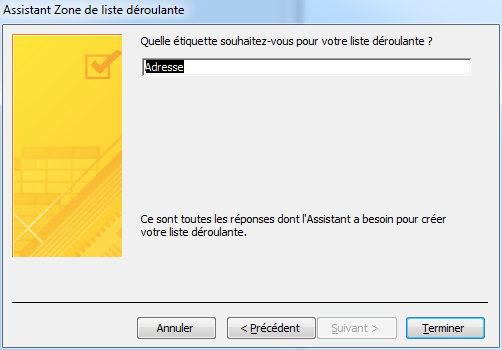 Assistant Zone de liste déroulante
Quelle étiquette souhaitez-vous pour votre liste déroulante ?
Adresse
Ce sont toutes les réponses dont l'Assistant a besoin pour créer
votre liste déroulante.
Annuler < Précédent Suivant > Terminer